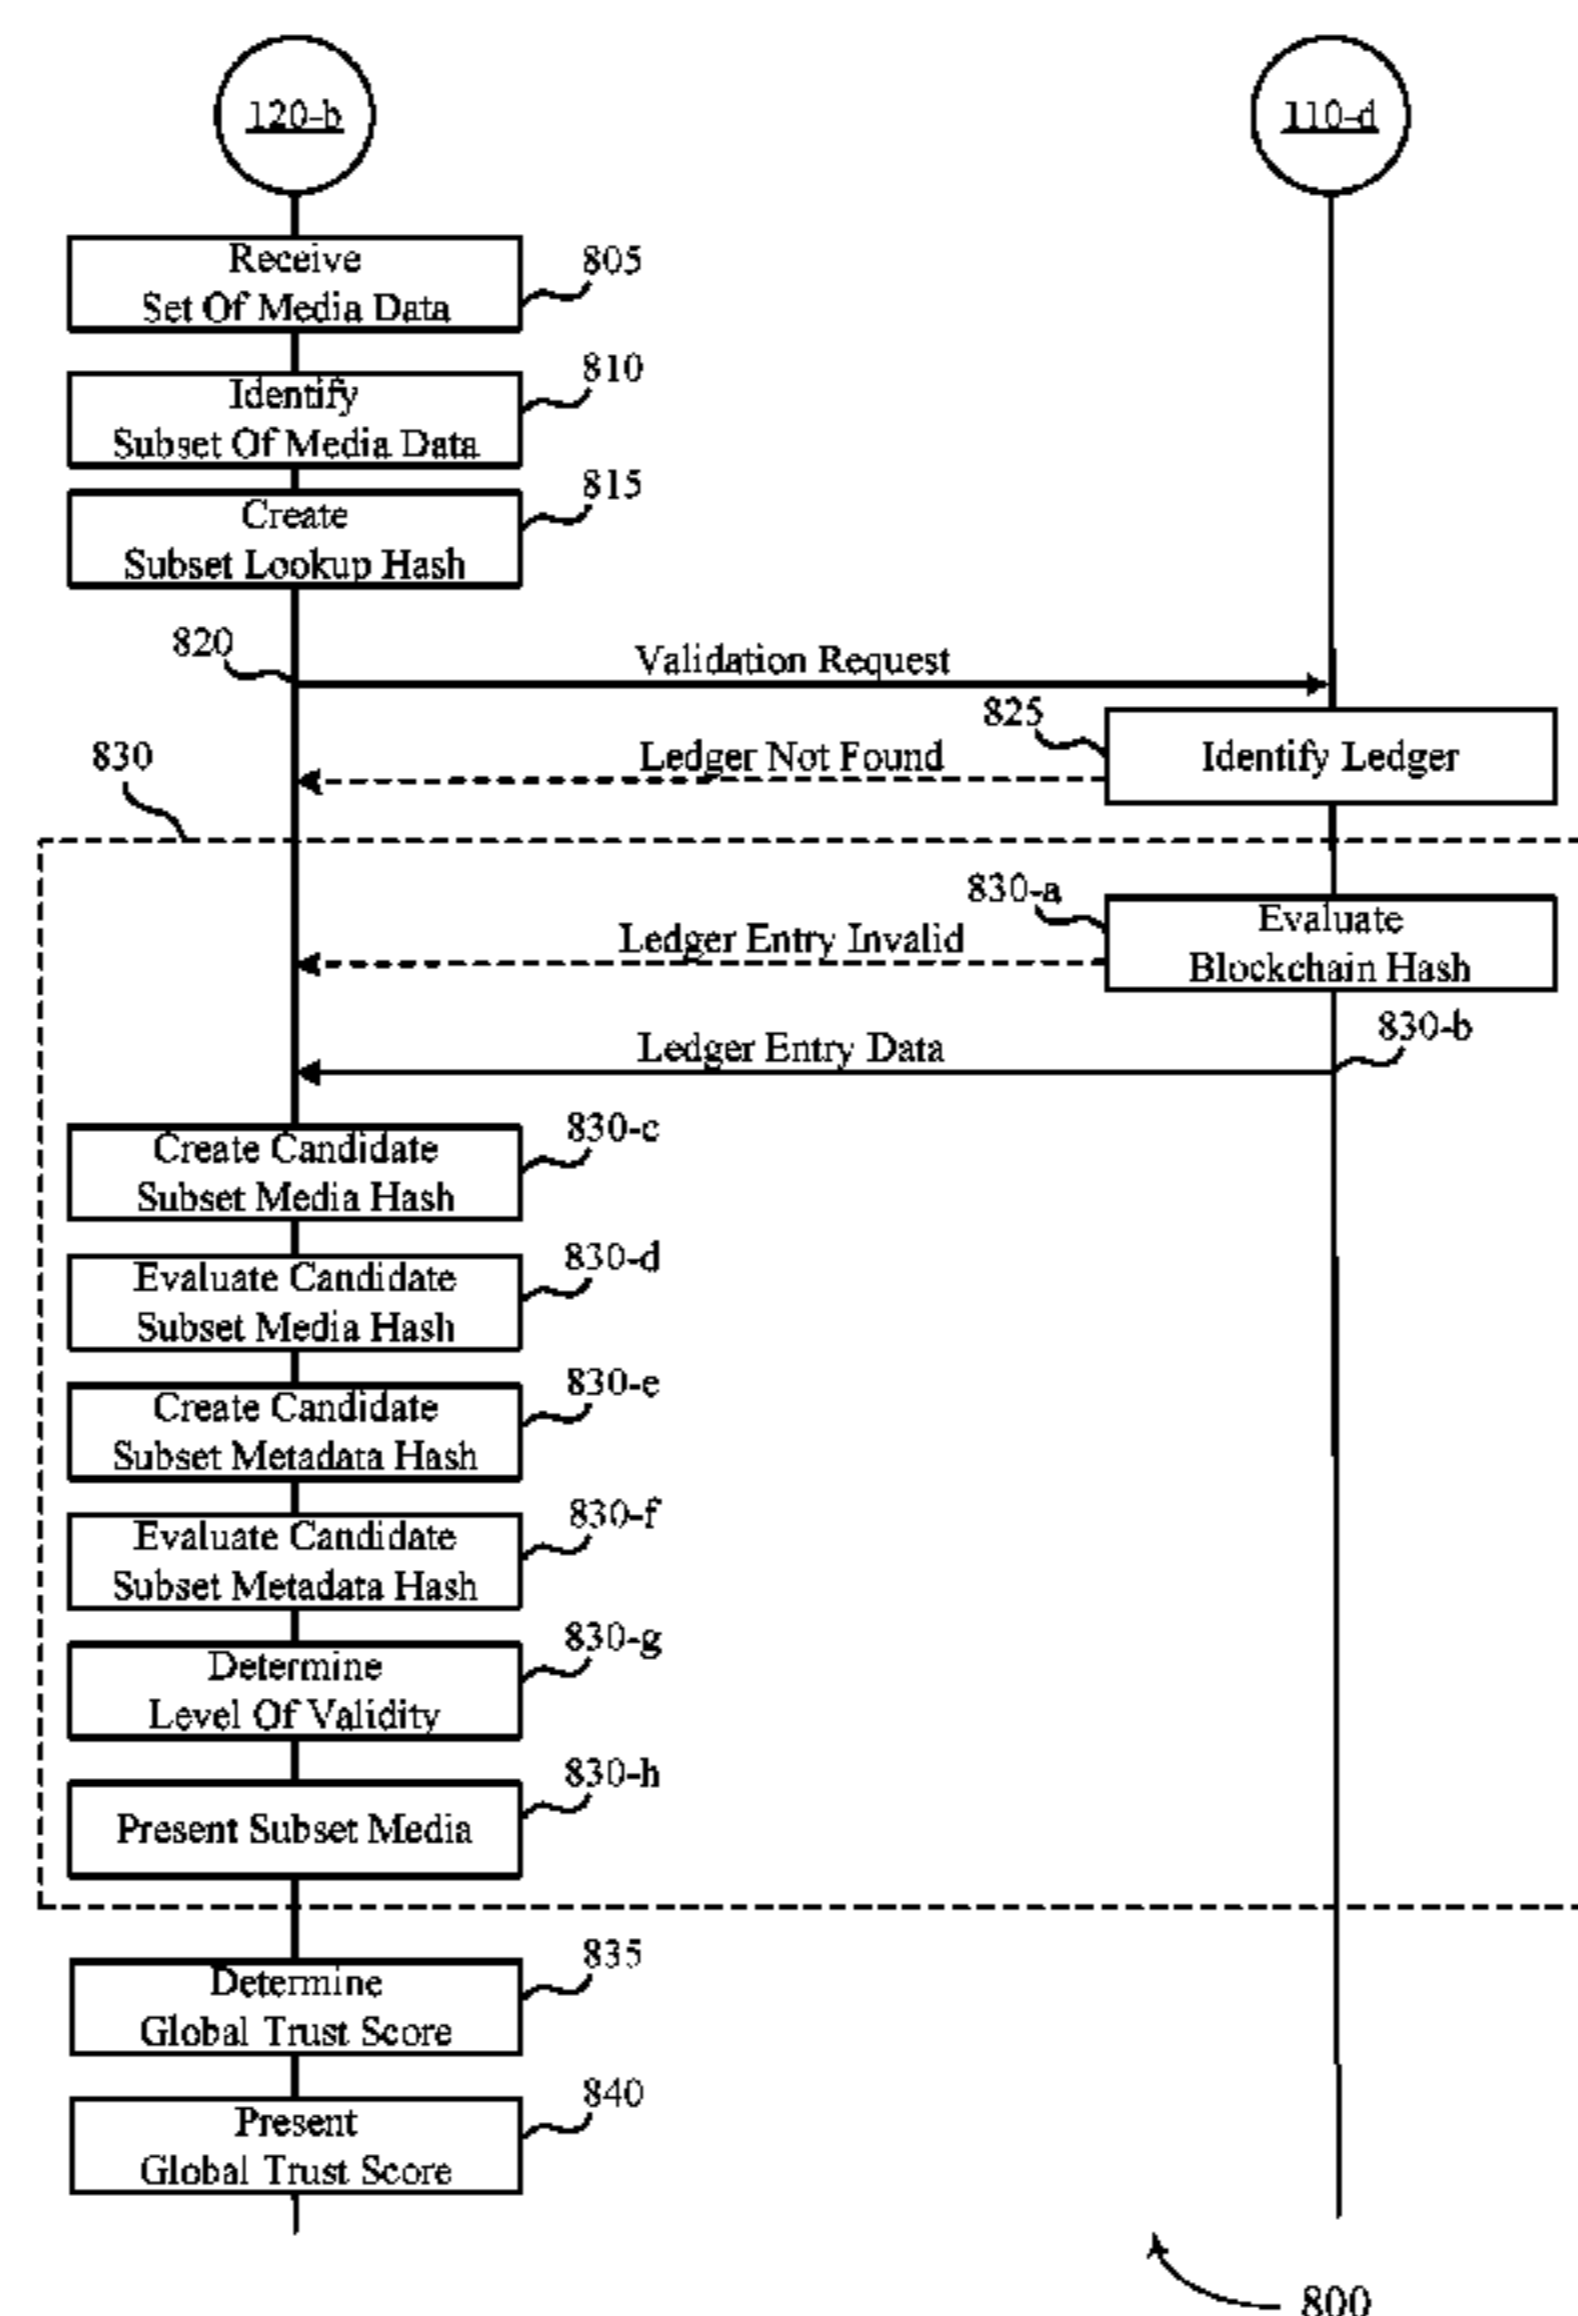 120-b
110-d
Receive
Set Of Media Data
805
Identify
Subset Of Media Data
810
Create
Subset Lookup Hash
815
820
Validation Request
825
Identify Ledger
Ledger Not Found
830
830-a
Evaluate
Blockchain Hash
Ledger Entry Invalid
830-b
Ledger Entry Data
Create Candidate
Subset Media Hash
830-c
Evaluate Candidate
Subset Media Hash
830-d
Create Candidate
Subset Metadata Hash
830-e
Evaluate Candidate
Subset Metadata Hash
830-f
Determine
Level Of Validity
830-g
Present Subset Media
830-h
Determine
Global Trust Score
835
Present
Global Trust Score
840
800